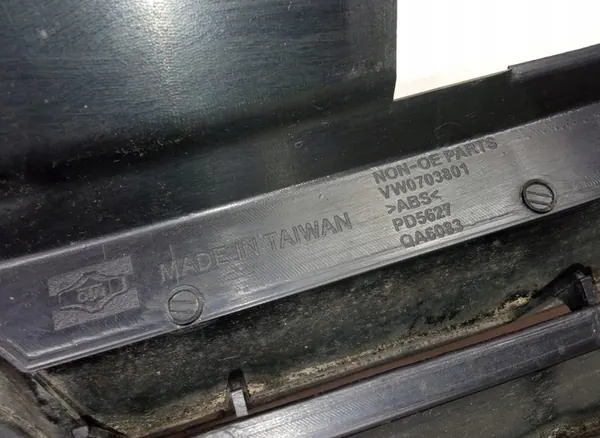 NON-OE PARTS
VW0703801
>ABS<
PD5627
QA6083
MADE IN TAIWAN